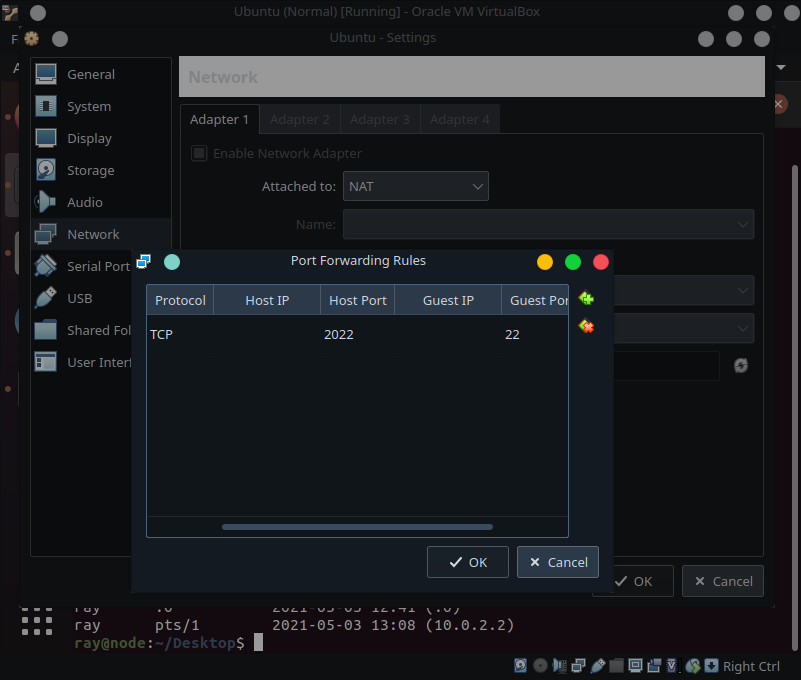 Ubuntu (Normal) [Running] - Oracle VM VirtualBox
F
Ubuntu - Settings
A
General
System
Display
Storage
Audio
Network
Serial Port
USB
Shared Fol
User Interf
Network
Adapter 1 Adapter 2 Adapter 3 Adapter 4
Enable Network Adapter
Attached to: NAT
Name:
Port Forwarding Rules
Protocol Host IP Host Port Guest IP Guest Por
TCP 2022 22
OK Cancel
OK Cancel
ray :0 2021-05-03 12:41 (:0)
ray pts/1 2021-05-03 13:08 (10.0.2.2)
ray@node:~/Desktop$
Right Ctrl